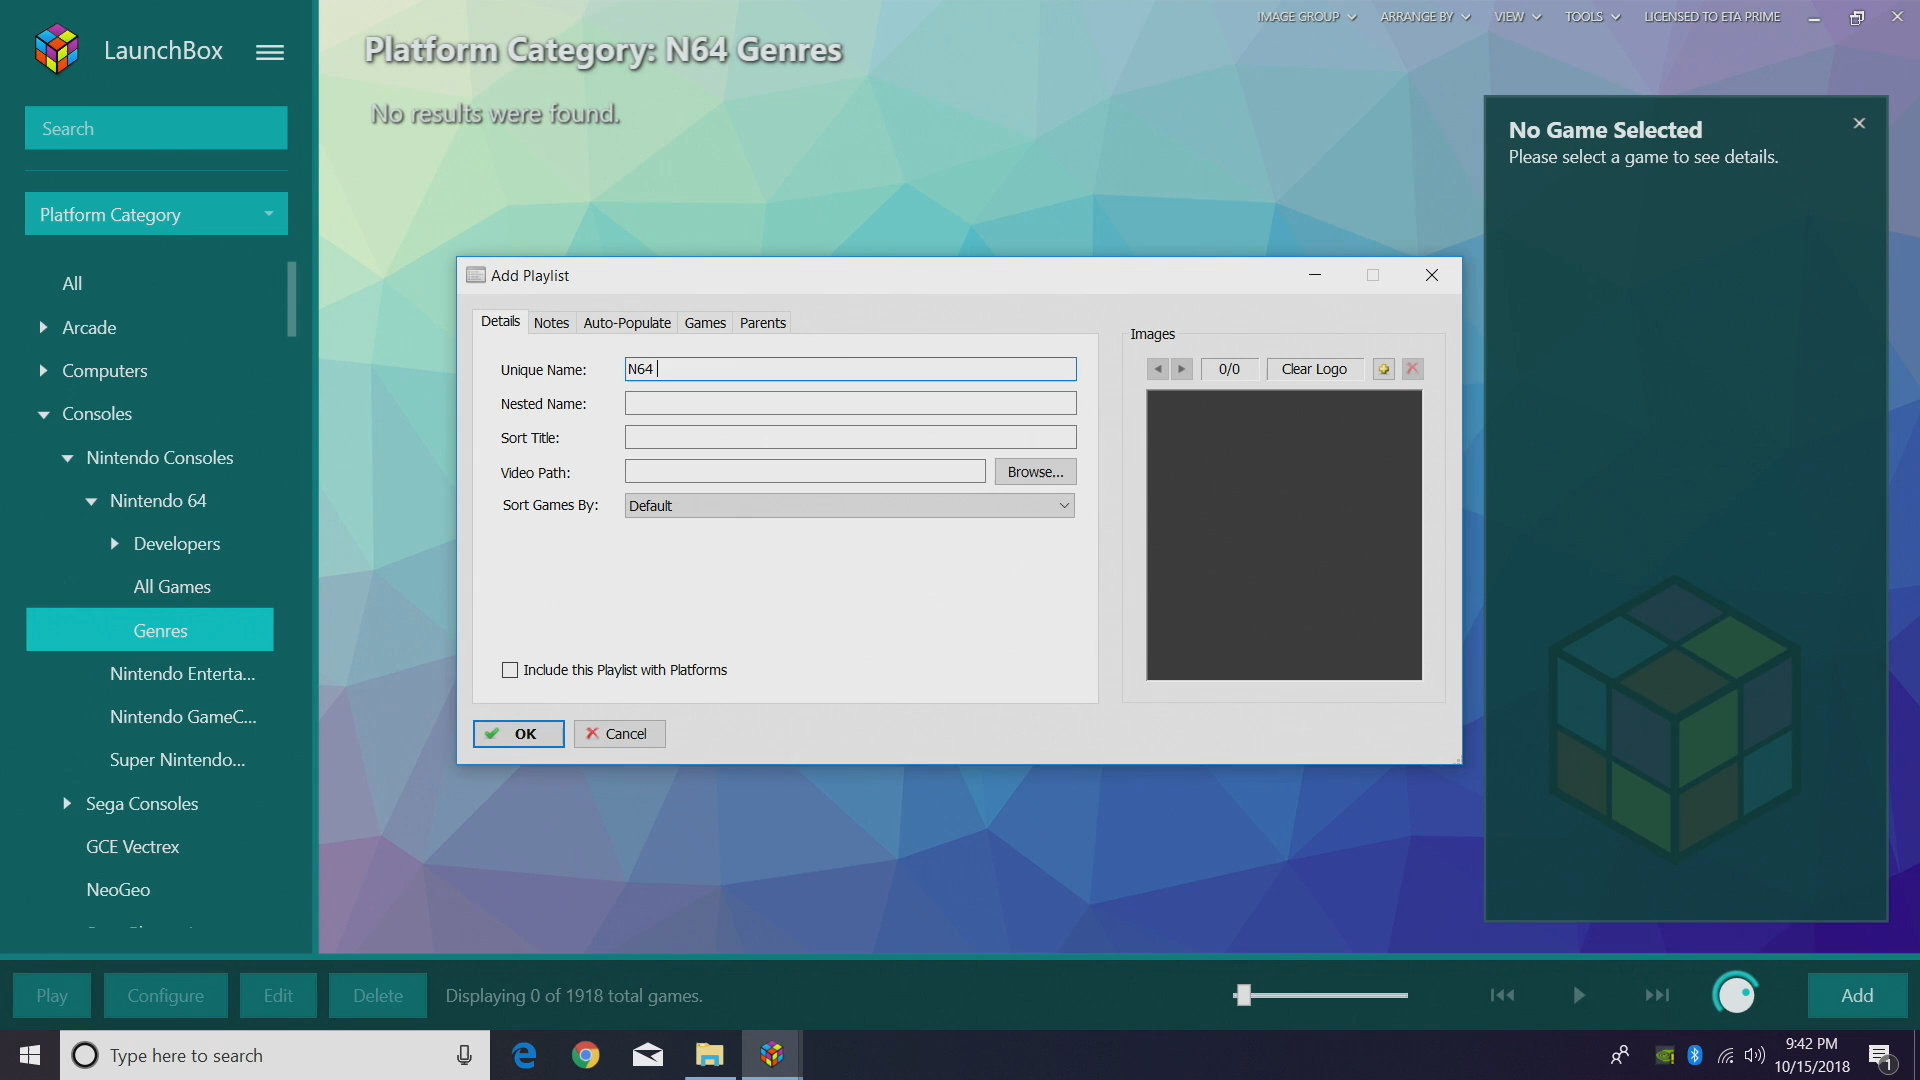 LaunchBox
IMAGE GROUP
ARRANGE BY
VIEW
TOOLS
LICENSED TO ETA PRIME
Platform Category: N64 Genres
No results were found.
Search
Platform Category
All
Arcade
Computers
Consoles
Nintendo Consoles
Nintendo 64
Developers
All Games
Genres
Nintendo Enterta...
Nintendo GameC...
Super Nintendo...
Sega Consoles
GCE Vectrex
NeoGeo
Add Playlist
Details
Notes
Auto-Populate
Games
Parents
Unique Name:
N64
Nested Name:
Sort Title:
Video Path:
Browse...
Sort Games By:
Default
Include this Playlist with Platforms
OK
Cancel
Images
0/0
Clear Logo
No Game Selected
Please select a game to see details.
Play
Configure
Edit
Delete
Displaying 0 of 1918 total games.
Add
Type here to search
9:42 PM
10/15/2018
1